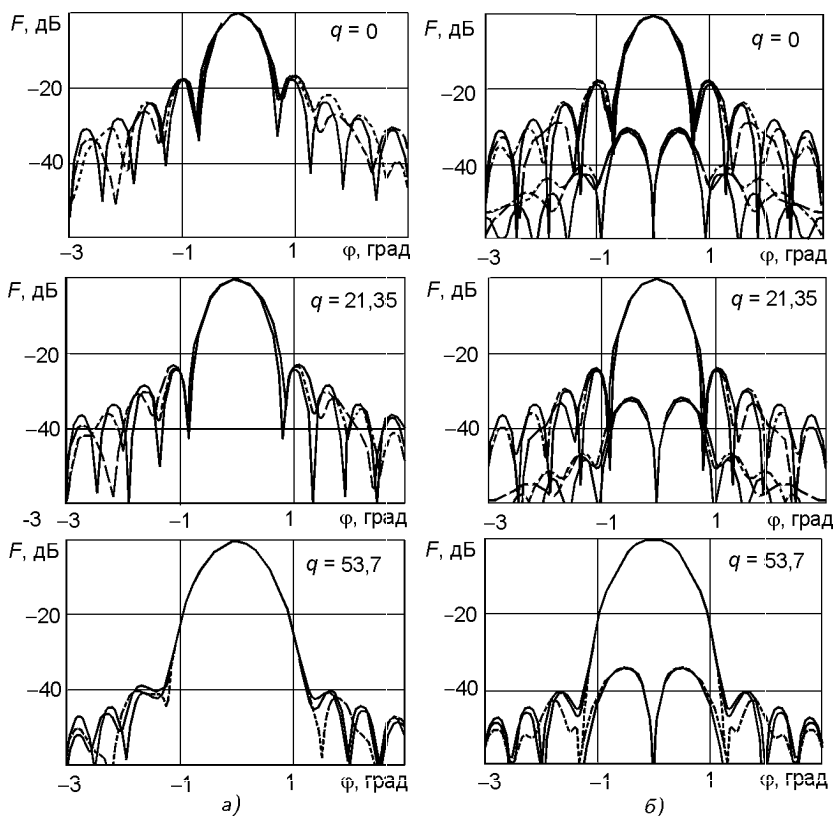 F, дБ
q = 0
–20
–40
–3
–1
1
φ, град
F, дБ
q = 0
–20
–40
–3
–1
1
φ, град
F, дБ
q = 21,35
–20
–40
-3
–3
–1
1
φ, град
F, дБ
q = 21,35
–20
–40
–3
–1
1
φ, град
F, дБ
q = 53,7
–20
–40
–3
–1
1
φ, град
а)
F, дБ
q = 53,7
–20
–40
–3
–1
1
φ, град
б)